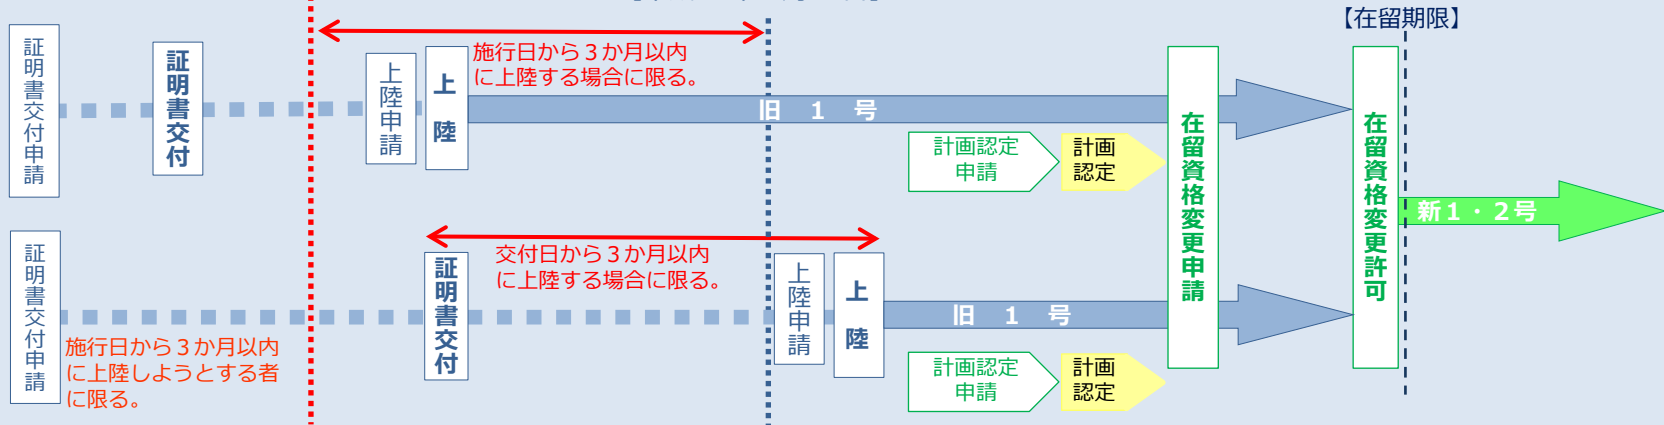 【在留期限】
証明書交付申請
証明書交付
上陸申請
上陸
施行日から３か月以内
に上陸する場合に限る。
旧　１　号
計画認定
申請
計画
認定
在留資格変更申請
在留資格変更許可
新１・２号
証明書交付申請
施行日から３か月以内
に上陸しようとする者
に限る。
証明書交付
交付日から３か月以内
に上陸する場合に限る。
上陸申請
上陸
旧　１　号
計画認定
申請
計画
認定